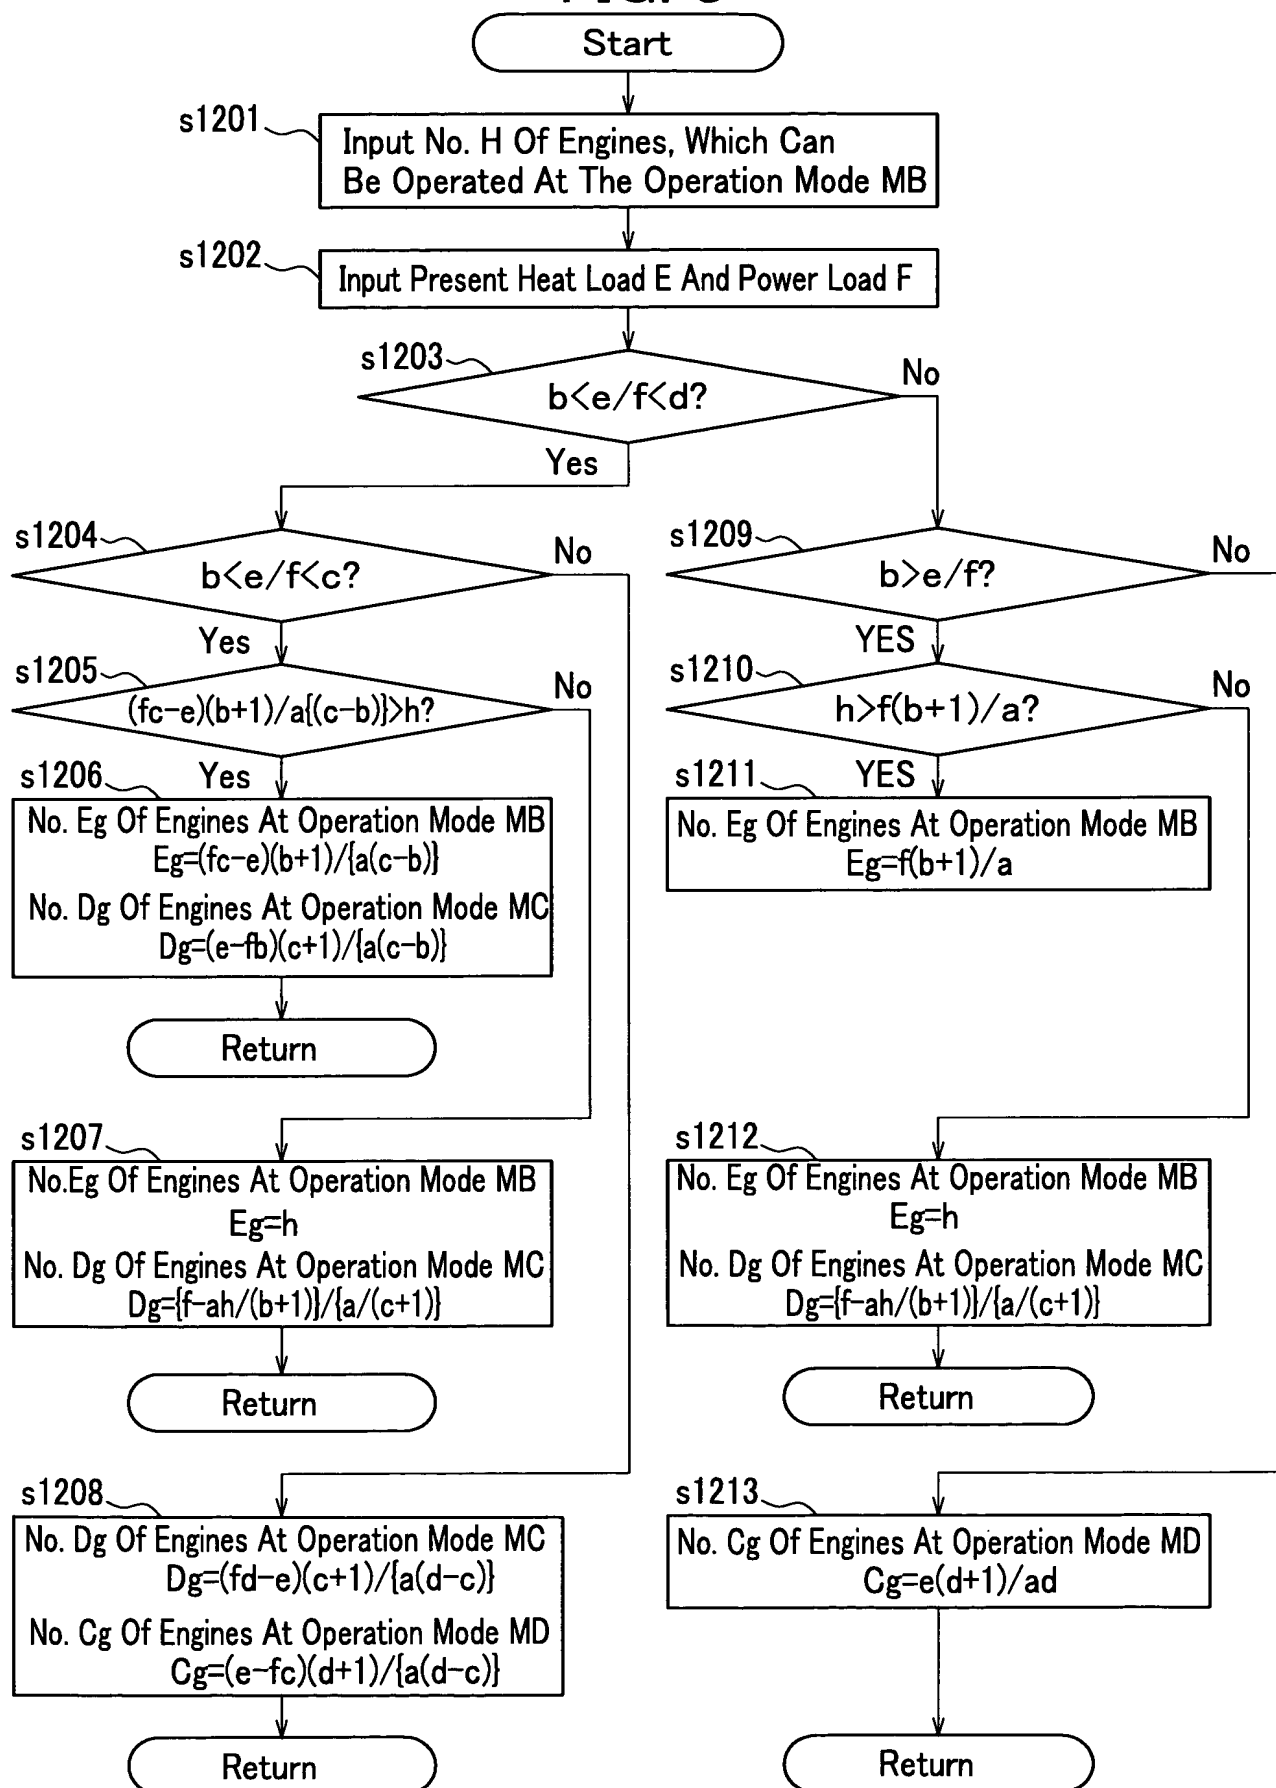 Start
s1201
Input No. H Of Engines, Which Can
Be Operated At The Operation Mode MB
s1202
Input Present Heat Load E And Power Load F
s1203
b<e/f<d?
No
Yes
s1204
b<e/f<c?
No
Yes
s1205
(fc-e)(b+1)/a{(c-b)}>h?
No
Yes
s1206
No. Eg Of Engines At Operation Mode MB
Eg=(fc-e)(b+1)/{a(c-b)}
No. Dg Of Engines At Operation Mode MC
Dg=(e-fb)(c+1)/{a(c-b)}
Return
s1207
No.Eg Of Engines At Operation Mode MB
Eg=h
No. Dg Of Engines At Operation Mode MC
Dg={f-ah/(b+1)}/{a/(c+1)}
Return
s1208
No. Dg Of Engines At Operation Mode MC
Dg=(fd-e)(c+1)/{a(d-c)}
No. Cg Of Engines At Operation Mode MD
Cg=(e-fc)(d+1)/{a(d-c)}
Return
s1209
b>e/f?
No
YES
s1210
h>f(b+1)/a?
No
YES
s1211
No. Eg Of Engines At Operation Mode MB
Eg=f(b+1)/a
s1212
No. Eg Of Engines At Operation Mode MB
Eg=h
No. Dg Of Engines At Operation Mode MC
Dg={f-ah/(b+1)}/{a/(c+1)}
Return
s1213
No. Cg Of Engines At Operation Mode MD
Cg=e(d+1)/ad
Return